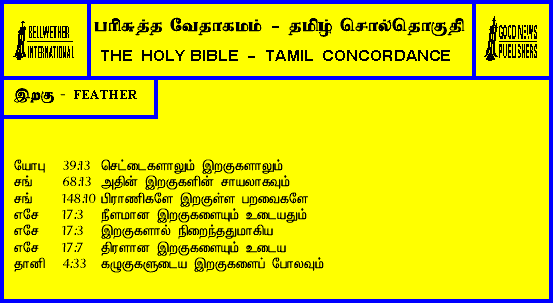 BELLWETHER
INTERNATIONAL
பரிசுத்த வேதாகமம் - தமிழ் சொல்தொகுதி
THE HOLY BIBLE - TAMIL CONCORDANCE
GOOD NEWS
PUBLISHERS
இறகு - FEATHER
யோபு 39:13 செட்டைகளாலும் இறகுகளாலும்
சங் 68:13 அதின் இறகுகளின் சாயலாகவும்
சங் 148:10 பிராணிகளே இறகுள்ள பறவைகளே
எசே 17:3 நீளமான இறகுகளையும் உடையதும்
எசே 17:3 இறகுகளால் நிறைந்ததுமாகிய
எசே 17:7 திரளான இறகுகளையும் உடைய
தானி 4:33 கழுகுகளுடைய இறகுகளைப் போலவும்